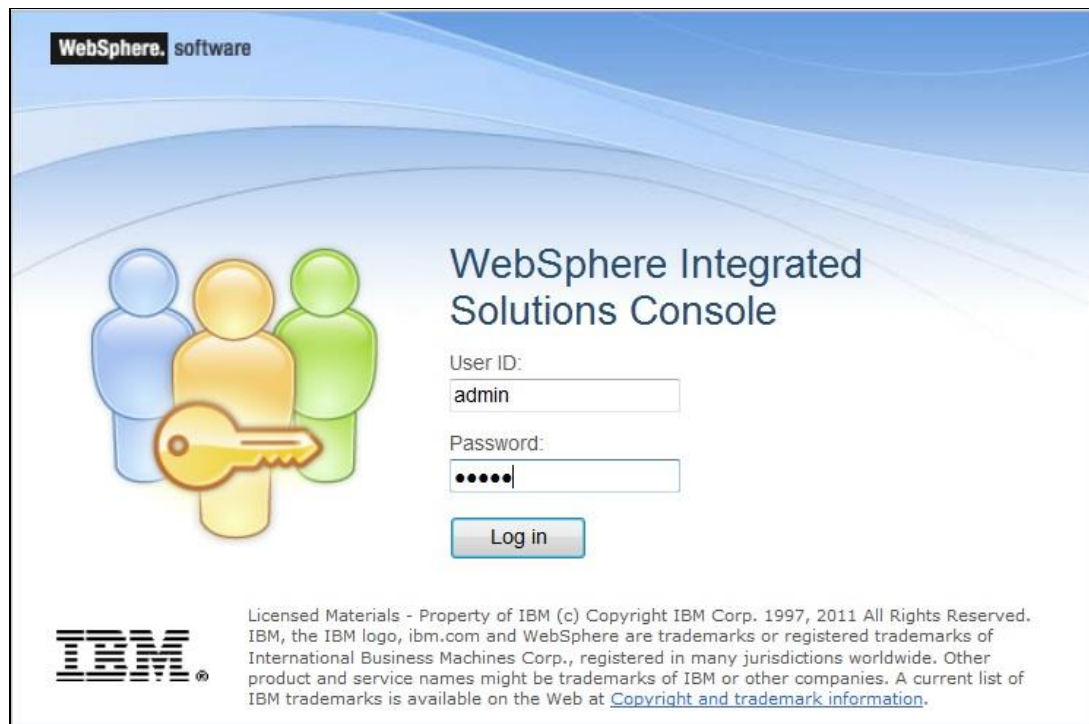 WebSphere. software
WebSphere Integrated
Solutions Console
User ID:
admin
Password:
•••••
Log in
Licensed Materials - Property of IBM (c) Copyright IBM Corp. 1997, 2011 All Rights Reserved.
IBM, the IBM logo, ibm.com and WebSphere are trademarks or registered trademarks of
International Business Machines Corp., registered in many jurisdictions worldwide. Other
product and service names might be trademarks of IBM or other companies. A current list of
IBM trademarks is available on the Web at Copyright and trademark information.
IBM®